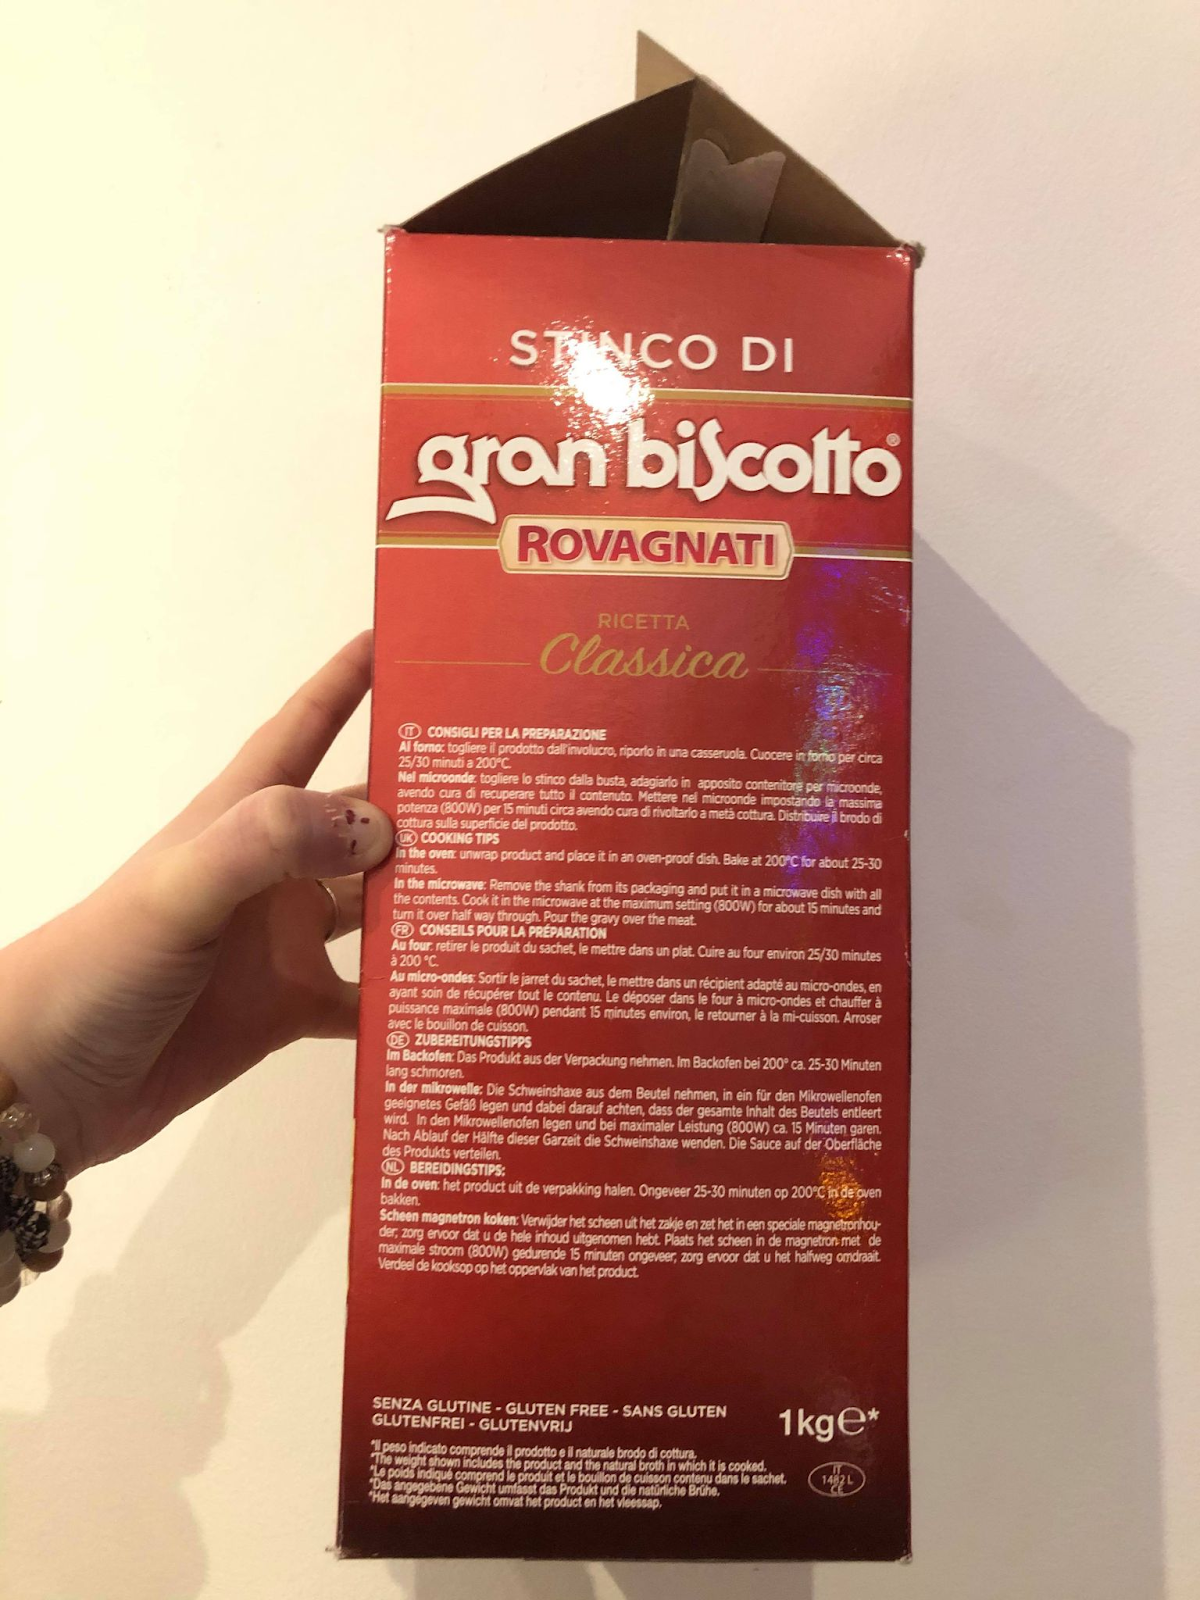 STINCO DI
gran biscotto®
ROVAGNATI
RICETTA
Classica
IT CONSIGLI PER LA PREPARAZIONE
Al forno: togliere il prodotto dall'involucro, riporlo in una casseruola. Cuocere in forno per circa
25/30 minuti a 200°C.
Nel microonde: togliere lo stinco dalla busta, adagiarlo in apposito contenitore per microonde,
avendo cura di recuperare tutto il contenuto. Mettere nel microonde impostando la massima
potenza (800W) per 15 minuti circa avendo cura di rivoltarlo a metà cottura. Distribuire il brodo di
cottura sulla superficie del prodotto.
UK COOKING TIPS
In the oven: unwrap product and place it in an oven-proof dish. Bake at 200°C for about 25-30
minutes.
In the microwave: Remove the shank from its packaging and put it in a microwave dish with all
the contents. Cook it in the microwave at the maximum setting (800W) for about 15 minutes and
turn it over half way through. Pour the gravy over the meat.
FR CONSEILS POUR LA PRÉPARATION
Au four: retirer le produit du sachet, le mettre dans un plat. Cuire au four environ 25/30 minutes
à 200 °C.
Au micro-ondes: Sortir le jarret du sachet, le mettre dans un récipient adapté au micro-ondes, en
ayant soin de récupérer tout le contenu. Le déposer dans le four à micro-ondes et chauffer à
puissance maximale (800W) pendant 15 minutes environ, le retourner à la mi-cuisson. Arroser
avec le bouillon de cuisson.
DE ZUBEREITUNGSTIPPS
Im Backofen: Das Produkt aus der Verpackung nehmen. Im Backofen bei 200° ca. 25-30 Minuten
lang schmoren.
In der mikrowelle: Die Schweinshaxe aus dem Beutel nehmen, in ein für den Mikrowellenofen
geeignetes Gefäß legen und dabei darauf achten, dass der gesamte Inhalt des Beutels entleert
wird. In den Mikrowellenofen legen und bei maximaler Leistung (800W) ca. 15 Minuten garen.
Nach Ablauf der Hälfte dieser Garzeit die Schweinshaxe wenden. Die Sauce auf der Oberfläche
des Produkts verteilen.
NL BEREIDINGSTIPS:
In de oven: het product uit de verpakking halen. Ongeveer 25-30 minuten op 200°C in de oven
bakken.
Scheen magnetron koken: Verwijder het scheen uit het zakje en zet het in een speciale magnetronhou-
der; zorg ervoor dat u de hele inhoud uitgenomen hebt. Plaats het scheen in de magnetron met de
maximale stroom (800W) gedurende 15 minuten ongeveer; zorg ervoor dat u het halfweg omdraait.
Verdeel de kooksop op het oppervlak van het product.
SENZA GLUTINE - GLUTEN FREE - SANS GLUTEN
GLUTENFREI - GLUTENVRIJ
1kg℮*
*Il peso indicato comprende il prodotto e il naturale brodo di cottura.
*The weight shown includes the product and the natural broth in which it is cooked.
*Le poids indiqué comprend le produit et le bouillon de cuisson contenu dans le sachet.
*Das angegebene Gewicht umfasst das Produkt und die natürliche Brühe.
*Het aangegeven gewicht omvat het product en het vleessap.
IT
1482 L
CE